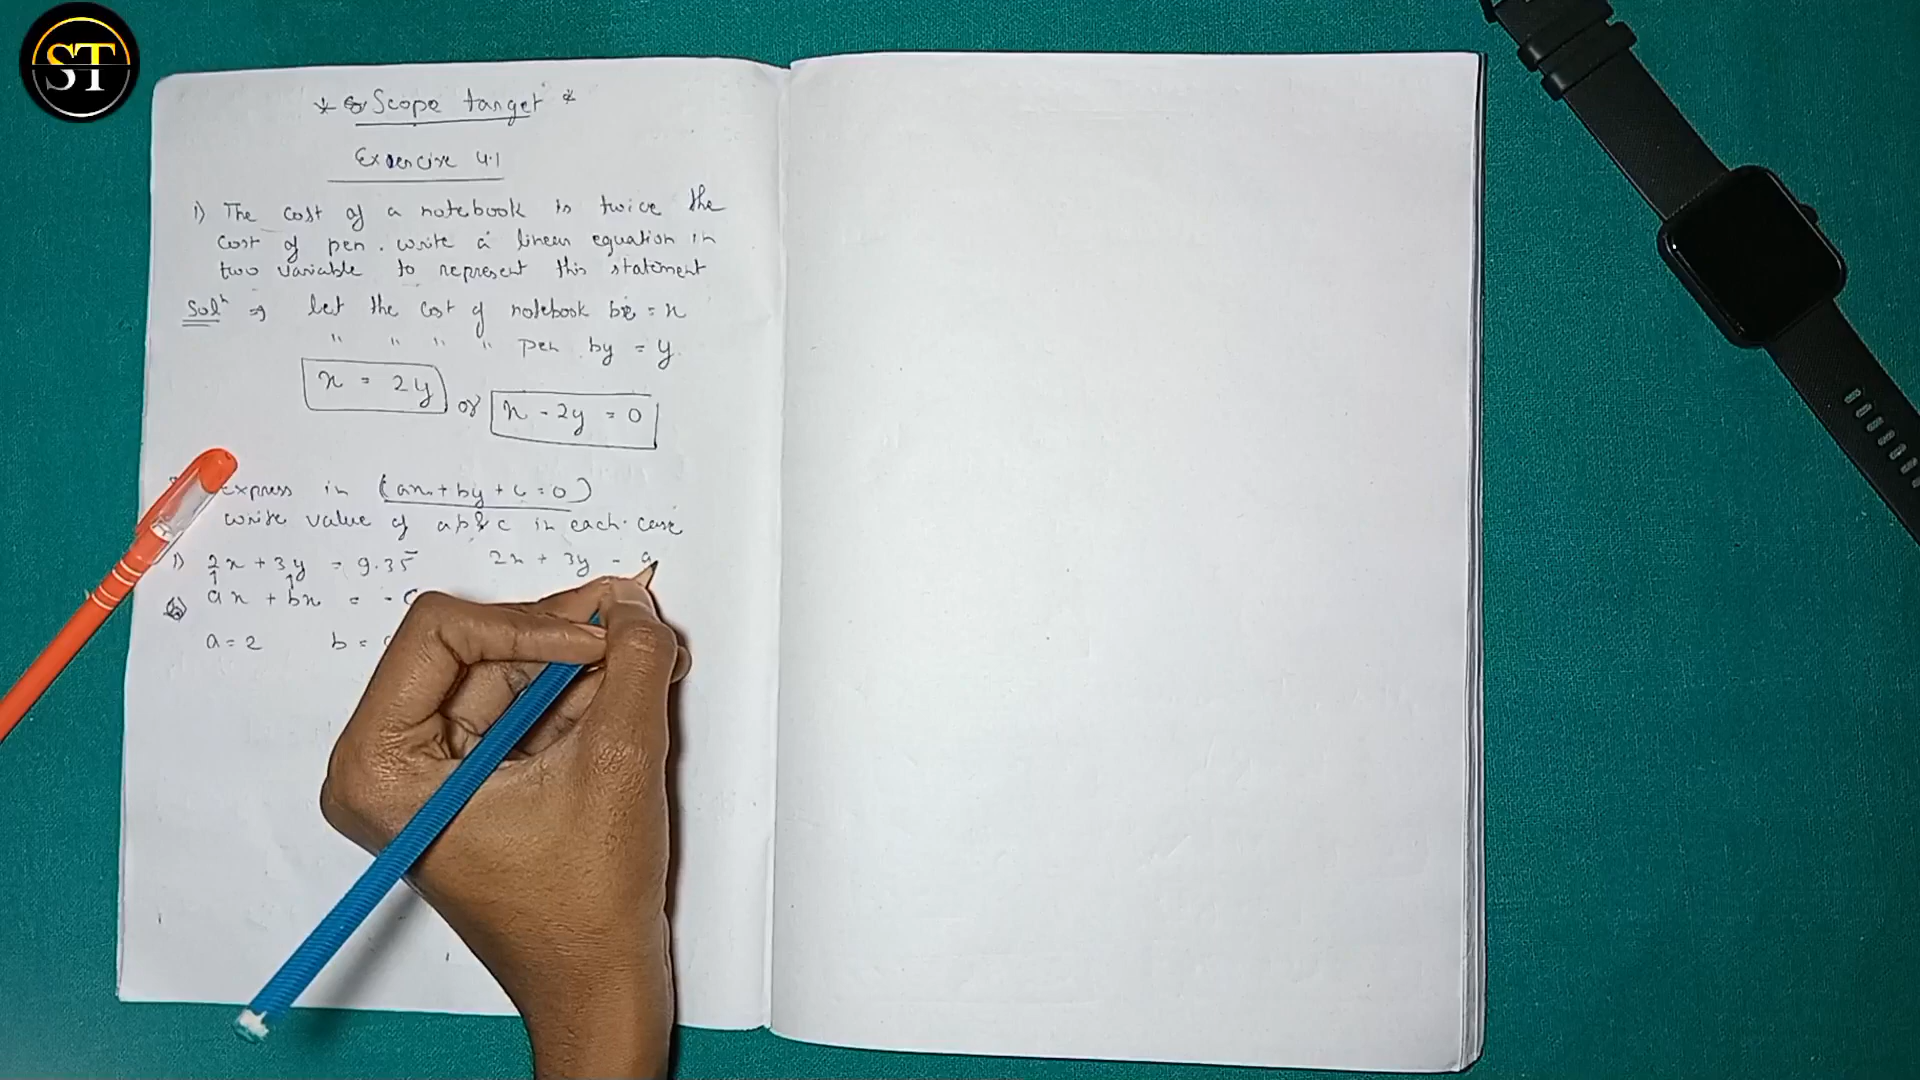 ST
* Scope target *
Exercise 4.1
1) The cost of a notebook is twice the
cost of pen. write a linear equation in
two variable to represent this statement
Solⁿ ⇒ let the cost of notebook be = x
" " " " pen by = y
x = 2y or x - 2y = 0
express in (ax + by + c = 0)
write value of a b & c in each case
1) 2x + 3y = 9.35̅ 2x + 3y - 9
ax + bx = - c
a = 2 b =